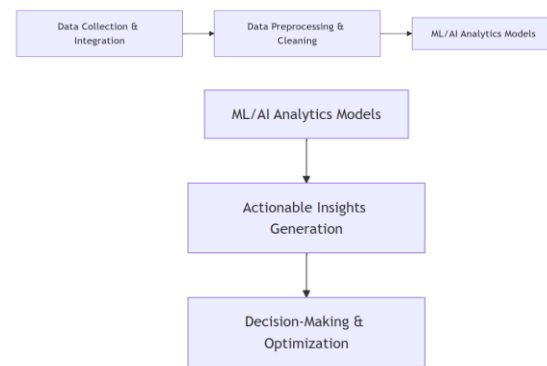 Data Collection &
Integration
Data Preprocessing &
Cleaning
ML/AI Analytics Models
ML/AI Analytics Models
Actionable Insights
Generation
Decision-Making &
Optimization